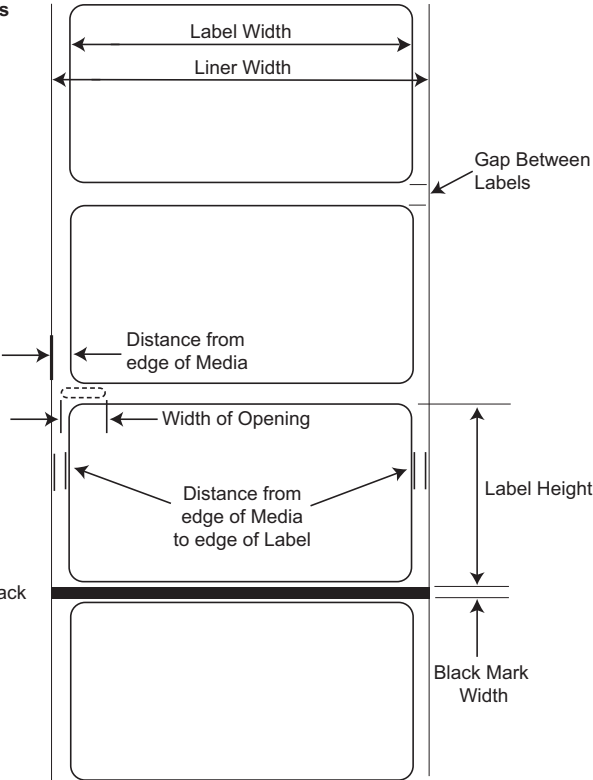 s
Label Width
Liner Width
Gap Between
Labels
Distance from
edge of Media
Width of Opening
Distance from
edge of Media
to edge of Label
Label Height
ack
Black Mark
Width